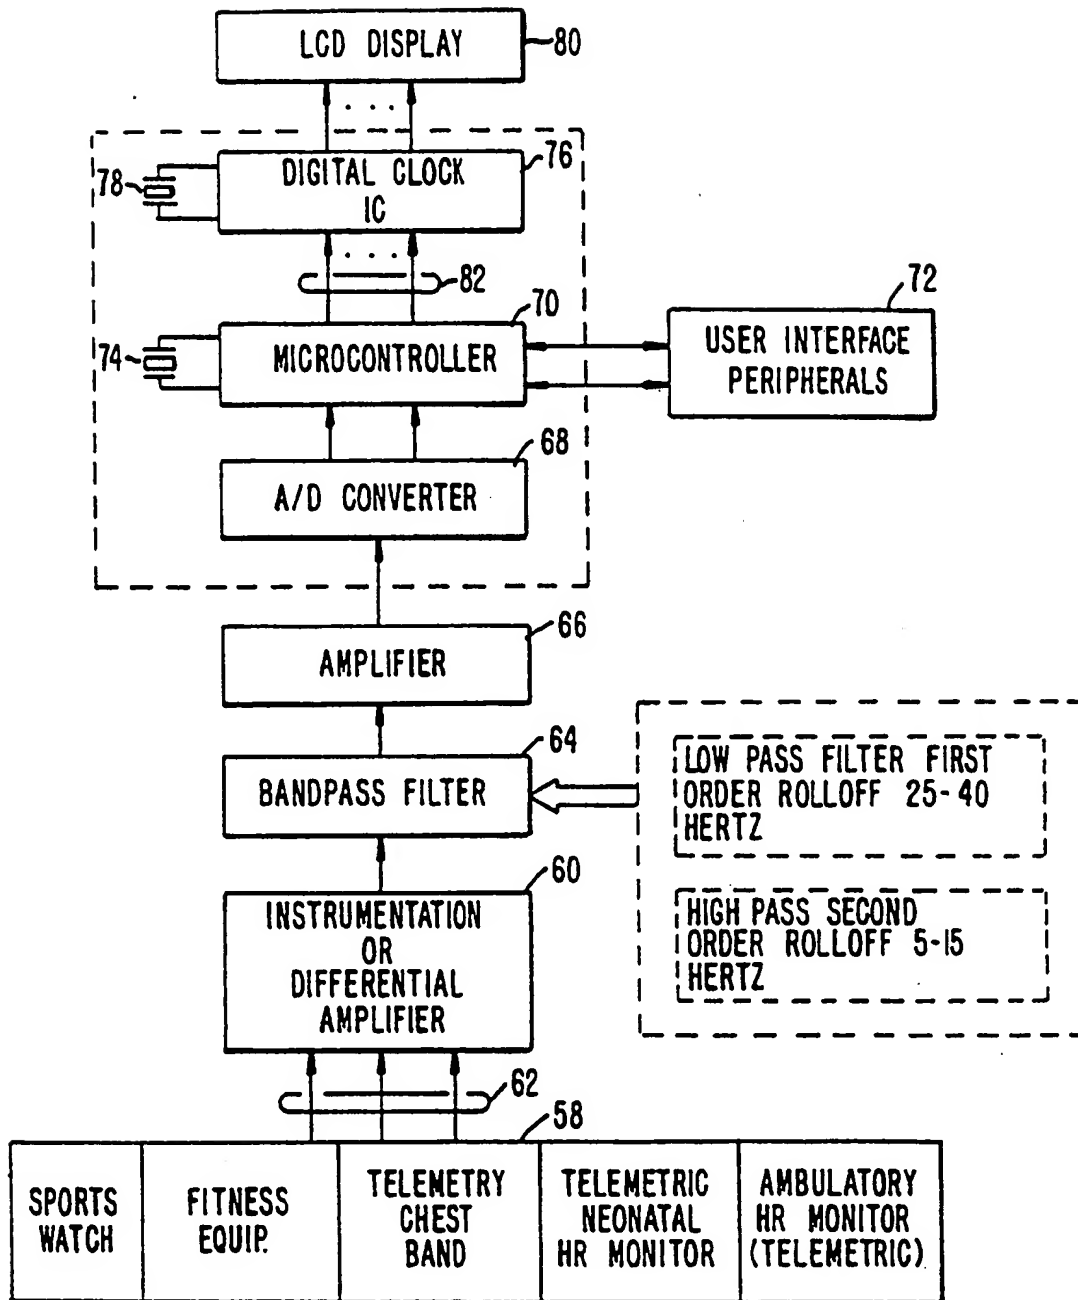 LCD DISPLAY
80
. . .
DIGITAL CLOCK
IC
76
78
. . .
82
70
MICROCONTROLLER
74
72
USER INTERFACE
PERIPHERALS
68
A/D CONVERTER
66
AMPLIFIER
64
BANDPASS FILTER
LOW PASS FILTER FIRST
ORDER ROLLOFF 25-40
HERTZ
HIGH PASS SECOND
ORDER ROLLOFF 5-15
HERTZ
60
INSTRUMENTATION
OR
DIFFERENTIAL
AMPLIFIER
62
58
SPORTS
WATCH
FITNESS
EQUIP.
TELEMETRY
CHEST
BAND
TELEMETRIC
NEONATAL
HR MONITOR
AMBULATORY
HR MONITOR
(TELEMETRIC)